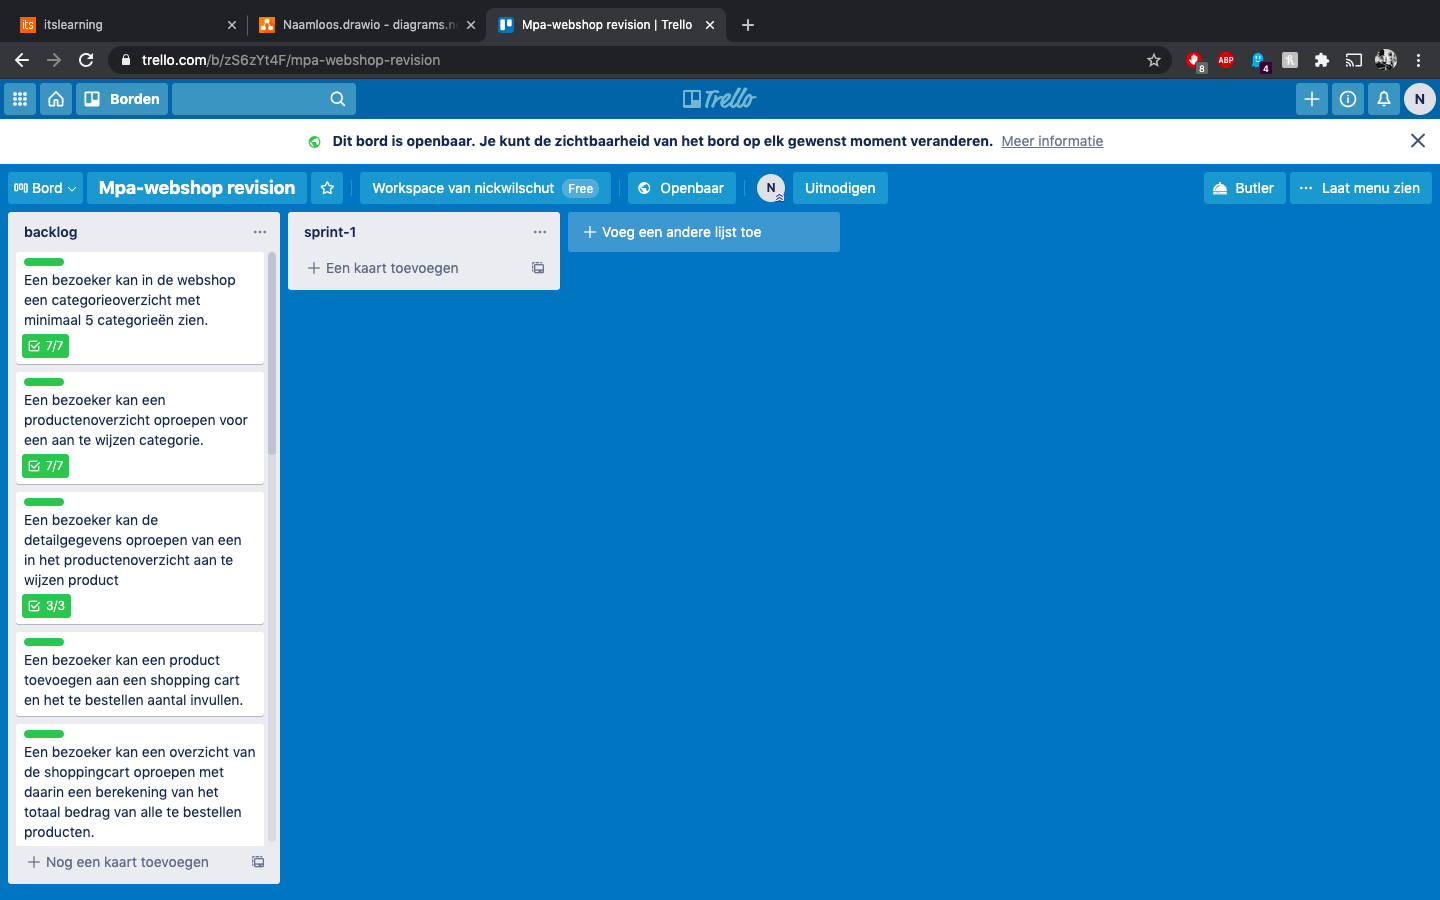 itslearning
Naamloos.drawio - diagrams.n
Mpa-webshop revision | Trello
trello.com/b/zS6zYt4F/mpa-webshop-revision
8
ABP
4
Borden
Trello
N
Dit bord is openbaar. Je kunt de zichtbaarheid van het bord op elk gewenst moment veranderen. Meer informatie
Bord
Mpa-webshop revision
Workspace van nickwilschut Free
Openbaar
N
Uitnodigen
Butler
Laat menu zien
backlog
Een bezoeker kan in de webshop
een categorieoverzicht met
minimaal 5 categorieën zien.
7/7
Een bezoeker kan een
productenoverzicht oproepen voor
een aan te wijzen categorie.
7/7
Een bezoeker kan de
detailgegevens oproepen van een
in het productenoverzicht aan te
wijzen product
3/3
Een bezoeker kan een product
toevoegen aan een shopping cart
en het te bestellen aantal invullen.
Een bezoeker kan een overzicht van
de shoppingcart oproepen met
daarin een berekening van het
totaal bedrag van alle te bestellen
producten.
Nog een kaart toevoegen
sprint-1
Een kaart toevoegen
Voeg een andere lijst toe